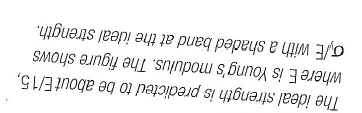 The ideal strength is predicted to be about E/15,
where E is Young's modulus. The figure shows
σy/E with a shaded band at the ideal strength.